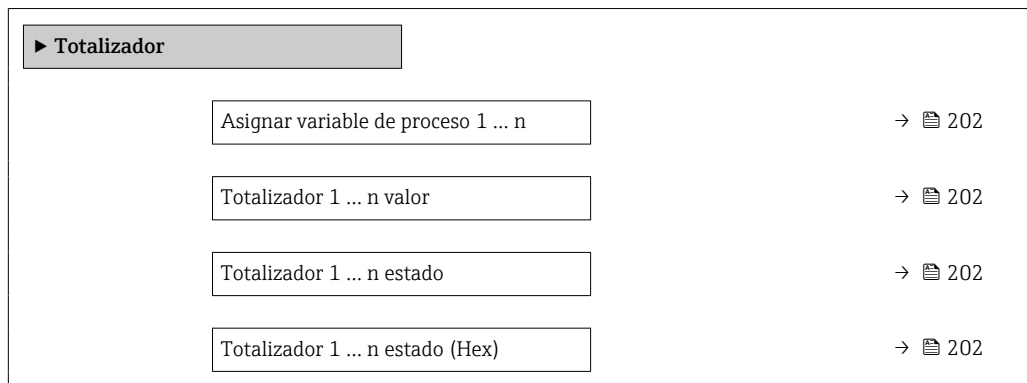 ▶ Totalizador
Asignar variable de proceso 1 … n → 202
Totalizador 1 … n valor → 202
Totalizador 1 … n estado → 202
Totalizador 1 … n estado (Hex) → 202